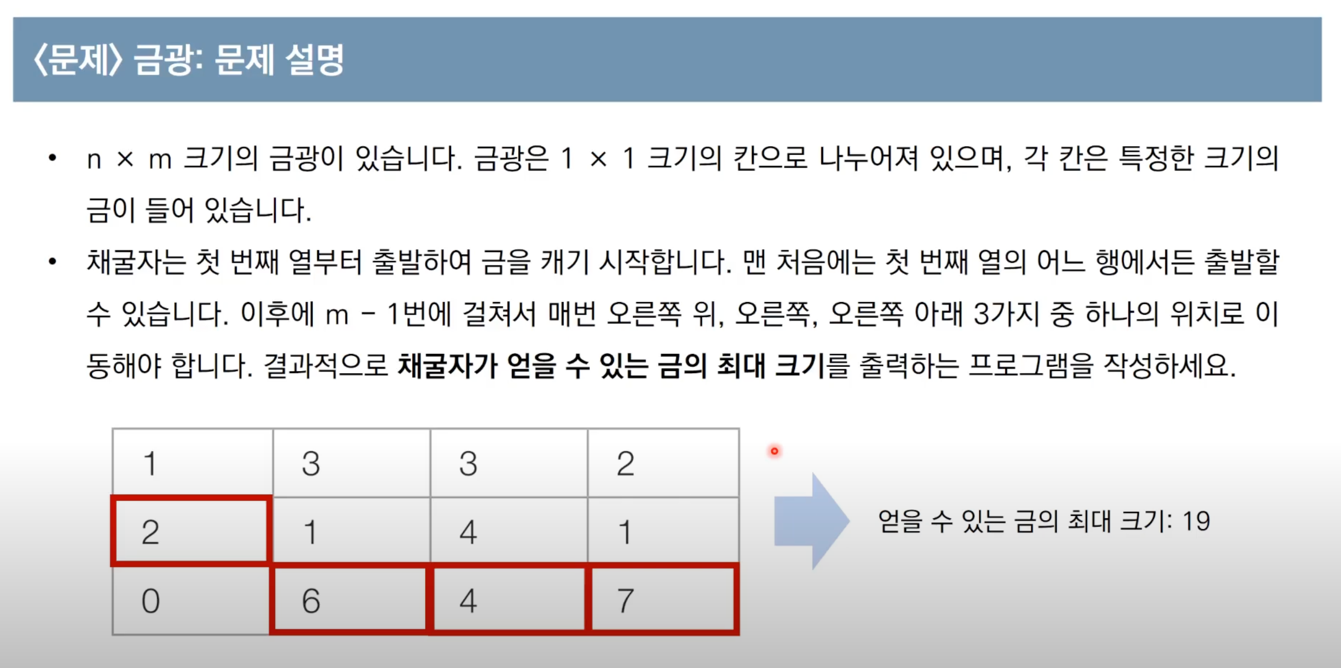 〈문제〉 금광: 문제 설명
• n × m 크기의 금광이 있습니다. 금광은 1 × 1 크기의 칸으로 나누어져 있으며, 각 칸은 특정한 크기의
금이 들어 있습니다.
• 채굴자는 첫 번째 열부터 출발하여 금을 캐기 시작합니다. 맨 처음에는 첫 번째 열의 어느 행에서든 출발할
수 있습니다. 이후에 m - 1번에 걸쳐서 매번 오른쪽 위, 오른쪽, 오른쪽 아래 3가지 중 하나의 위치로 이
동해야 합니다. 결과적으로 채굴자가 얻을 수 있는 금의 최대 크기를 출력하는 프로그램을 작성하세요.
1 3 3 2
2 1 4 1
0 6 4 7
얻을 수 있는 금의 최대 크기: 19